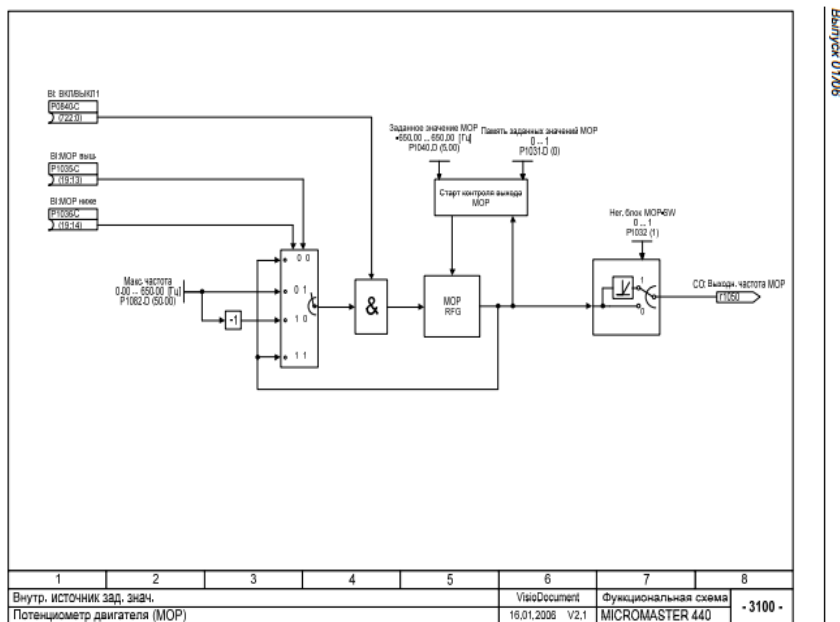 Выпуск 01/06
BI: ВКЛ/ВЫКЛ1
P0840.C
(722:0)
BI:MOP выш.
P1035.C
(19:13)
BI:MOP ниже
P1036.C
(19:14)
Заданное значение MOP
-650.00 ... 650.00 [Гц]
P1040.D (5.00)
Память заданных значений MOP
0 ... 1
P1031.D (0)
Старт контроля выхода
MOP
Нег. блок MOP-SW
0 ... 1
P1032 (1)
Макс. частота
0.00 ... 650.00 [Гц]
P1082.D (50.00)
-1
0 0
0 1
1 0
1 1
&
MOP
RFG
1
0
CO: Выходн. частота MOP
r1050
1 2 3 4 5 6 7 8
Внутр. источник зад. знач.
VisioDocument
Функциональная схема
- 3100 -
Потенциометр двигателя (MOP)
16,01,2006 V2,1
MICROMASTER 440